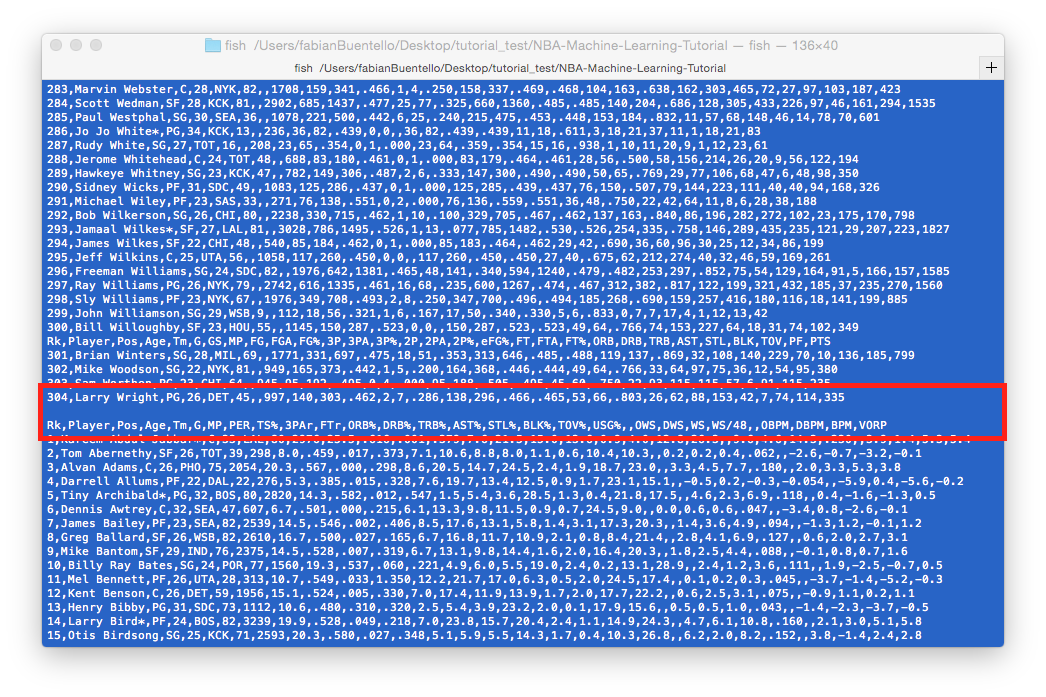 fish /Users/fabianBuentello/Desktop/tutorial_test/NBA-Machine-Learning-Tutorial — fish — 136×40
fish /Users/fabianBuentello/Desktop/tutorial_test/NBA-Machine-Learning-Tutorial
+
283,Marvin Webster,C,28,NYK,82,,1708,159,341,.466,1,4,.250,158,337,.469,.468,104,163,.638,162,303,465,72,27,97,103,187,423
284,Scott Wedman,SF,28,KCK,81,,2902,685,1437,.477,25,77,.325,660,1360,.485,.485,140,204,.686,128,305,433,226,97,46,161,294,1535
285,Paul Westphal,SG,30,SEA,36,,1078,221,500,.442,6,25,.240,215,475,.453,.448,153,184,.832,11,57,68,148,46,14,78,70,601
286,Jo Jo White*,PG,34,KCK,13,,236,36,82,.439,0,0,,36,82,.439,.439,11,18,.611,3,18,21,37,11,1,18,21,83
287,Rudy White,SG,27,TOT,16,,208,23,65,.354,0,1,.000,23,64,.359,.354,15,16,.938,1,10,11,20,9,1,12,23,61
288,Jerome Whitehead,C,24,TOT,48,,688,83,180,.461,0,1,.000,83,179,.464,.461,28,56,.500,58,156,214,26,20,9,56,122,194
289,Hawkeye Whitney,SG,23,KCK,47,,782,149,306,.487,2,6,.333,147,300,.490,.490,50,65,.769,29,77,106,68,47,6,48,98,350
290,Sidney Wicks,PF,31,SDC,49,,1083,125,286,.437,0,1,.000,125,285,.439,.437,76,150,.507,79,144,223,111,40,40,94,168,326
291,Michael Wiley,PF,23,SAS,33,,271,76,138,.551,0,2,.000,76,136,.559,.551,36,48,.750,22,42,64,11,8,6,28,38,188
292,Bob Wilkerson,SG,26,CHI,80,,2238,330,715,.462,1,10,.100,329,705,.467,.462,137,163,.840,86,196,282,272,102,23,175,170,798
293,Jamaal Wilkes*,SF,27,LAL,81,,3028,786,1495,.526,1,13,.077,785,1482,.530,.526,254,335,.758,146,289,435,235,121,29,207,223,1827
294,James Wilkes,SF,22,CHI,48,,540,85,184,.462,0,1,.000,85,183,.464,.462,29,42,.690,36,60,96,30,25,12,34,86,199
295,Jeff Wilkins,C,25,UTA,56,,1058,117,260,.450,0,0,,117,260,.450,.450,27,40,.675,62,212,274,40,32,46,59,169,261
296,Freeman Williams,SG,24,SDC,82,,1976,642,1381,.465,48,141,.340,594,1240,.479,.482,253,297,.852,75,54,129,164,91,5,166,157,1585
297,Ray Williams,PG,26,NYK,79,,2742,616,1335,.461,16,68,.235,600,1267,.474,.467,312,382,.817,122,199,321,432,185,37,235,270,1560
298,Sly Williams,PF,23,NYK,67,,1976,349,708,.493,2,8,.250,347,700,.496,.494,185,268,.690,159,257,416,180,116,18,141,199,885
299,John Williamson,SG,29,WSB,9,,112,18,56,.321,1,6,.167,17,50,.340,.330,5,6,.833,0,7,7,17,4,1,12,13,42
300,Bill Willoughby,SF,23,HOU,55,,1145,150,287,.523,0,0,,150,287,.523,.523,49,64,.766,74,153,227,64,18,31,74,102,349
Rk,Player,Pos,Age,Tm,G,GS,MP,FG,FGA,FG%,3P,3PA,3P%,2P,2PA,2P%,eFG%,FT,FTA,FT%,ORB,DRB,TRB,AST,STL,BLK,TOV,PF,PTS
301,Brian Winters,SG,28,MIL,69,,1771,331,697,.475,18,51,.353,313,646,.485,.488,119,137,.869,32,108,140,229,70,10,136,185,799
302,Mike Woodson,SG,22,NYK,81,,949,165,373,.442,1,5,.200,164,368,.446,.444,49,64,.766,33,64,97,75,36,12,54,95,380
304,Larry Wright,PG,26,DET,45,,997,140,303,.462,2,7,.286,138,296,.466,.465,53,66,.803,26,62,88,153,42,7,74,114,335
Rk,Player,Pos,Age,Tm,G,MP,PER,TS%,3PAr,FTr,ORB%,DRB%,TRB%,AST%,STL%,BLK%,TOV%,USG%,,OWS,DWS,WS,WS/48,,OBPM,DBPM,BPM,VORP
2,Tom Abernethy,SF,26,TOT,39,298,8.0,.459,.017,.373,7.1,10.6,8.8,8.0,1.1,0.6,10.4,10.3,,0.2,0.2,0.4,.062,,-2.6,-0.7,-3.2,-0.1
3,Alvan Adams,C,26,PHO,75,2054,20.3,.567,.000,.298,8.6,20.5,14.7,24.5,2.4,1.9,18.7,23.0,,3.3,4.5,7.7,.180,,2.0,3.3,5.3,3.8
4,Darrell Allums,PF,22,DAL,22,276,5.3,.385,.015,.328,7.6,19.7,13.4,12.5,0.9,1.7,23.1,15.1,,-0.5,0.2,-0.3,-0.054,,-5.9,0.4,-5.6,-0.2
5,Tiny Archibald*,PG,32,BOS,80,2820,14.3,.582,.012,.547,1.5,5.4,3.6,28.5,1.3,0.4,21.8,17.5,,4.6,2.3,6.9,.118,,0.4,-1.6,-1.3,0.5
6,Dennis Awtrey,C,32,SEA,47,607,6.7,.501,.000,.215,6.1,13.3,9.8,11.5,0.9,0.7,24.5,9.0,,0.0,0.6,0.6,.047,,-3.4,0.8,-2.6,-0.1
7,James Bailey,PF,23,SEA,82,2539,14.5,.546,.002,.406,8.5,17.6,13.1,5.8,1.4,3.1,17.3,20.3,,1.4,3.6,4.9,.094,,-1.3,1.2,-0.1,1.2
8,Greg Ballard,SF,26,WSB,82,2610,16.7,.500,.027,.165,6.7,16.8,11.7,10.9,2.1,0.8,8.4,21.4,,2.8,4.1,6.9,.127,,0.6,2.0,2.7,3.1
9,Mike Bantom,SF,29,IND,76,2375,14.5,.528,.007,.319,6.7,13.1,9.8,14.4,1.6,2.0,16.4,20.3,,1.8,2.5,4.4,.088,,-0.1,0.8,0.7,1.6
10,Billy Ray Bates,SG,24,POR,77,1560,19.3,.537,.060,.221,4.9,6.0,5.5,19.0,2.4,0.2,13.1,28.9,,2.4,1.2,3.6,.111,,1.9,-2.5,-0.7,0.5
11,Mel Bennett,PF,26,UTA,28,313,10.7,.549,.033,1.350,12.2,21.7,17.0,6.3,0.5,2.0,24.5,17.4,,0.1,0.2,0.3,.045,,-3.7,-1.4,-5.2,-0.3
12,Kent Benson,C,26,DET,59,1956,15.1,.524,.005,.330,7.0,17.4,11.9,13.9,1.7,2.0,17.7,22.2,,0.6,2.5,3.1,.075,,-0.9,1.1,0.2,1.1
13,Henry Bibby,PG,31,SDC,73,1112,10.6,.480,.310,.320,2.5,5.4,3.9,23.2,2.0,0.1,17.9,15.6,,0.5,0.5,1.0,.043,,-1.4,-2.3,-3.7,-0.5
14,Larry Bird*,PF,24,BOS,82,3239,19.9,.528,.049,.218,7.0,23.8,15.7,20.4,2.4,1.1,14.9,24.3,,4.7,6.1,10.8,.160,,2.1,3.0,5.1,5.8
15,Otis Birdsong,SG,25,KCK,71,2593,20.3,.580,.027,.348,5.1,5.9,5.5,14.3,1.7,0.4,10.3,26.8,,6.2,2.0,8.2,.152,,3.8,-1.4,2.4,2.8